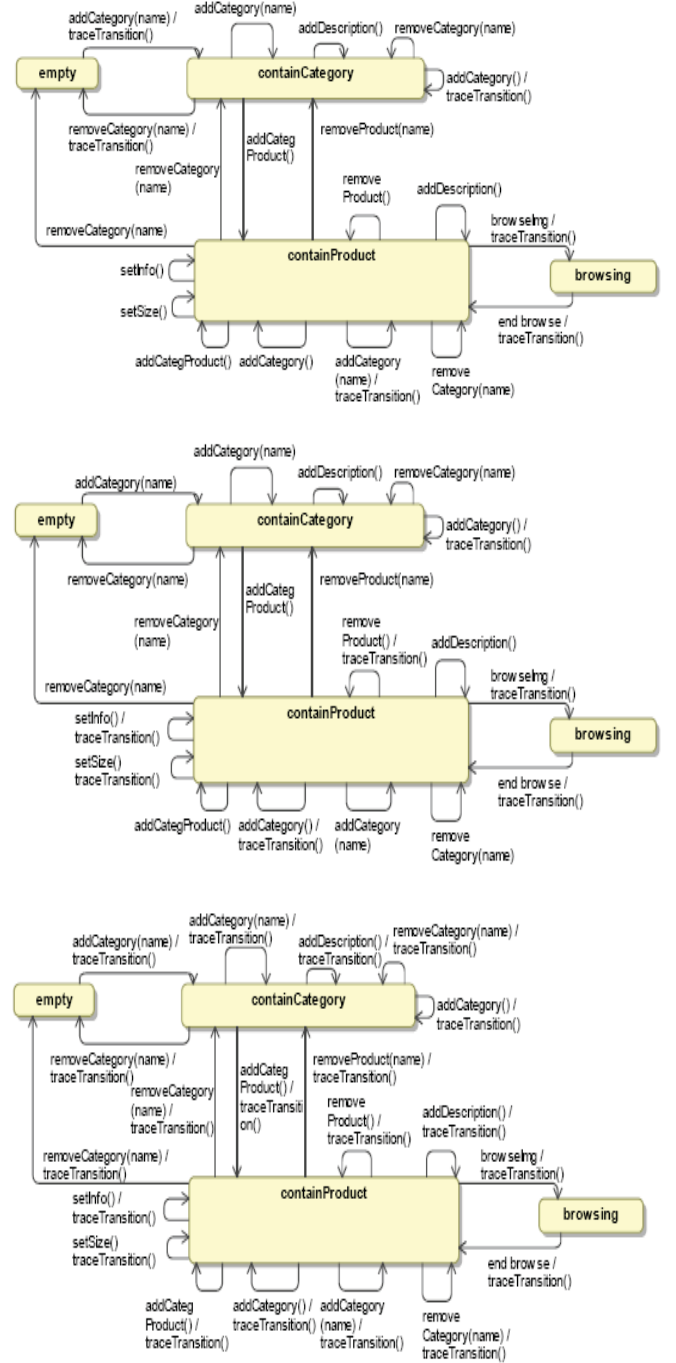 addCategory(name) /
traceTransition()
addCategory(name)
addDescription()
removeCategory(name)
empty
containCategory
addCategory() /
traceTransition()
removeCategory(name) /
traceTransition()
removeCategory
(name)
addCateg
Product()
removeProduct(name)
remove
Product()
addDescription()
removeCategory(name)
browseImg /
traceTransition()
containProduct
setInfo()
browsing
setSize()
end browse /
traceTransition()
addCategProduct()
addCategory()
addCategory
(name) /
traceTransition()
remove
Category(name)
addCategory(name)
addCategory(name)
addDescription()
removeCategory(name)
empty
containCategory
addCategory() /
traceTransition()
removeCategory(name)
addCateg
Product()
removeProduct(name)
removeCategory
(name)
remove
Product() /
traceTransition()
addDescription()
removeCategory(name)
browseImg /
traceTransition()
containProduct
setInfo() /
traceTransition()
browsing
setSize()
traceTransition()
end browse /
traceTransition()
addCategProduct()
addCategory() /
traceTransition()
addCategory
(name)
remove
Category(name)
addCategory(name) /
traceTransition()
addCategory(name) /
traceTransition()
addDescription() /
traceTransition()
removeCategory(name) /
traceTransition()
empty
containCategory
addCategory() /
traceTransition()
removeCategory(name) /
traceTransition()
removeCategory
(name) /
traceTransition()
addCateg
Product() /
traceTransiti
on()
removeProduct(name) /
traceTransition()
remove
Product() /
traceTransition()
addDescription() /
traceTransition()
removeCategory(name) /
traceTransition()
browseImg /
traceTransition()
containProduct
setInfo() /
traceTransition()
browsing
setSize()
traceTransition()
end browse /
traceTransition()
addCateg
Product() /
traceTransition()
addCategory() /
traceTransition()
addCategory
(name) /
traceTransition()
remove
Category(name) /
traceTransition()